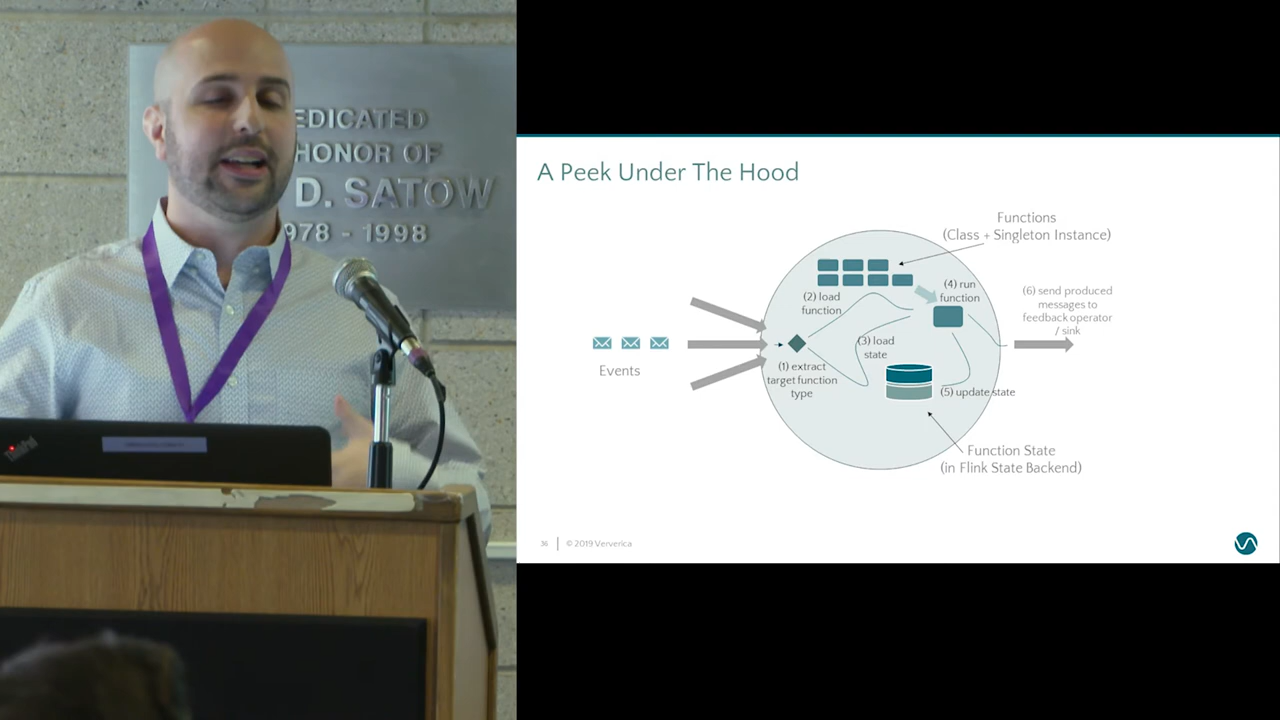 EDICATED
HONOR OF
D. SATOW
978 - 1998
ThinkPad
A Peek Under The Hood
Functions
(Class + Singleton Instance)
(2) load
function
(4) run
function
(6) send produced
messages to
feedback operator
/ sink
(3) load
state
Events
(1) extract
target function
type
(5) update state
Function State
(in Flink State Backend)
36
© 2019 Ververica